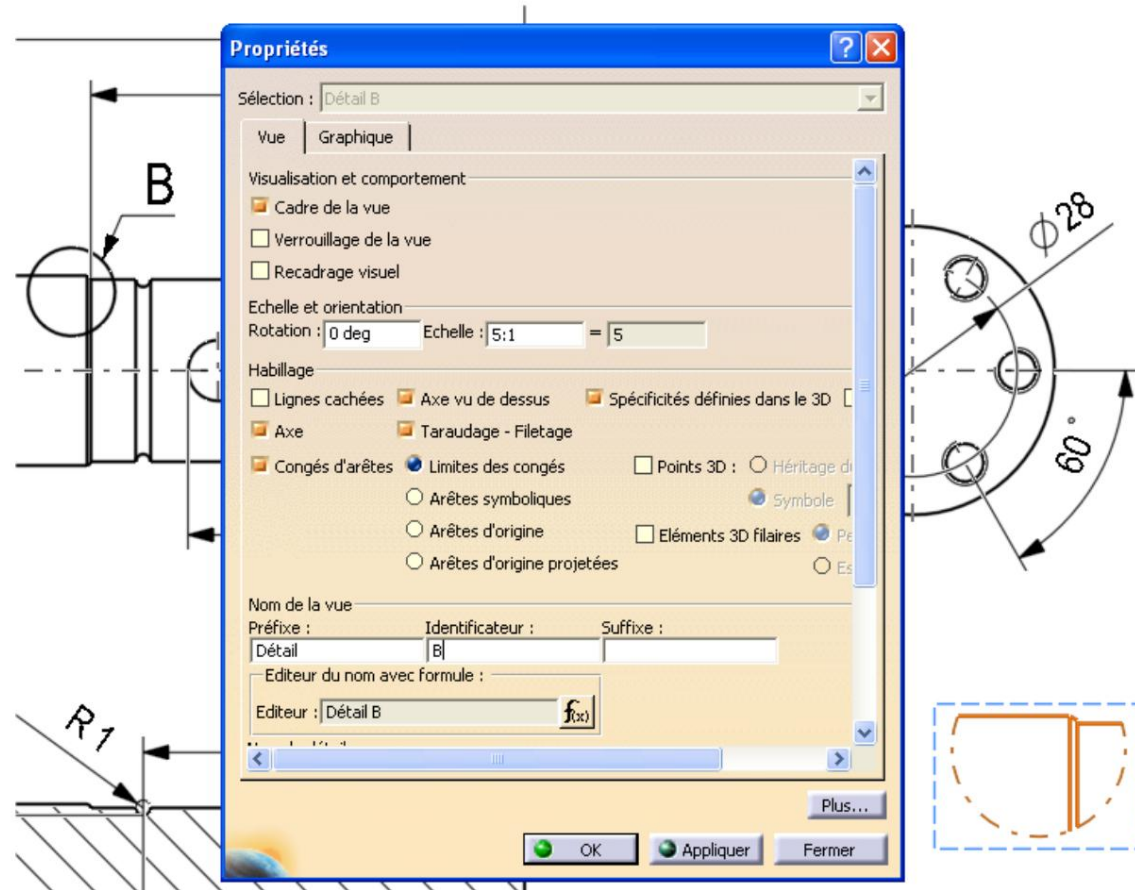 Propriétés
Sélection : Détail B
Vue Graphique
Visualisation et comportement
Cadre de la vue
B
Verrouillage de la vue
Ø28
Recadrage visuel
Echelle et orientation
Rotation : 0 deg Echelle : 5:1 = 5
Habillage
Lignes cachées Axe vu de dessus Spécificités définies dans le 3D
Axe Taraudage - Filetage
60°
Congés d'arêtes Limites des congés Points 3D : Héritage
Arêtes symboliques Symbole
Arêtes d'origine Eléments 3D filaires
Arêtes d'origine projetées
Nom de la vue
Préfixe : Identificateur : Suffixe :
Détail B
Editeur du nom avec formule :
Editeur : Détail B f(x)
R1
Plus...
OK Appliquer Fermer